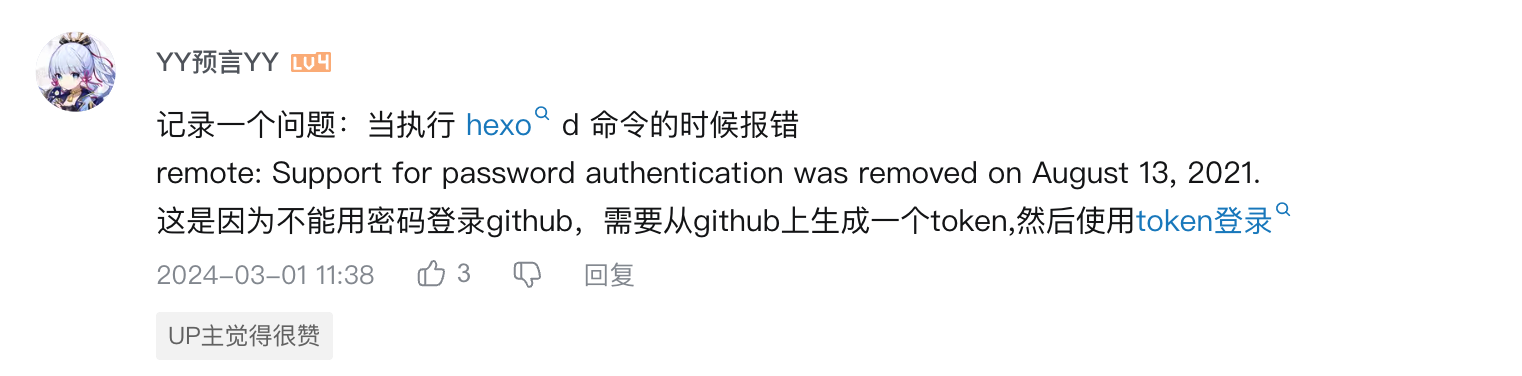 YY预言YY LV4
记录一个问题：当执行 hexo d 命令的时候报错
remote: Support for password authentication was removed on August 13, 2021.
这是因为不能用密码登录github，需要从github上生成一个token,然后使用token登录
2024-03-01 11:38 3 回复
UP主觉得很赞